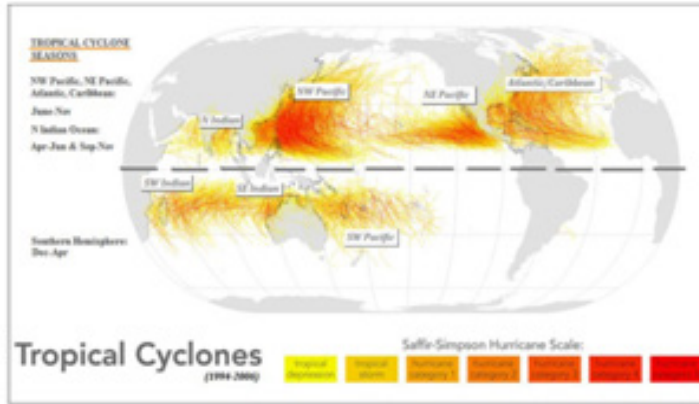 TROPICAL CYCLONE
SEASONS
NW Pacific, NE Pacific,
Atlantic, Caribbean:
June-Nov
N Indian Ocean:
Apr-Jun & Sep-Nov
Southern Hemisphere:
Dec-Apr
NW Pacific
NE Pacific
Atlantic/Caribbean
N Indian
SW Indian
SE Indian
SW Pacific
Tropical Cyclones
(1994-2006)
Saffir-Simpson Hurricane Scale:
tropical depression
tropical storm
hurricane category 1
hurricane category 2
hurricane category 3
hurricane